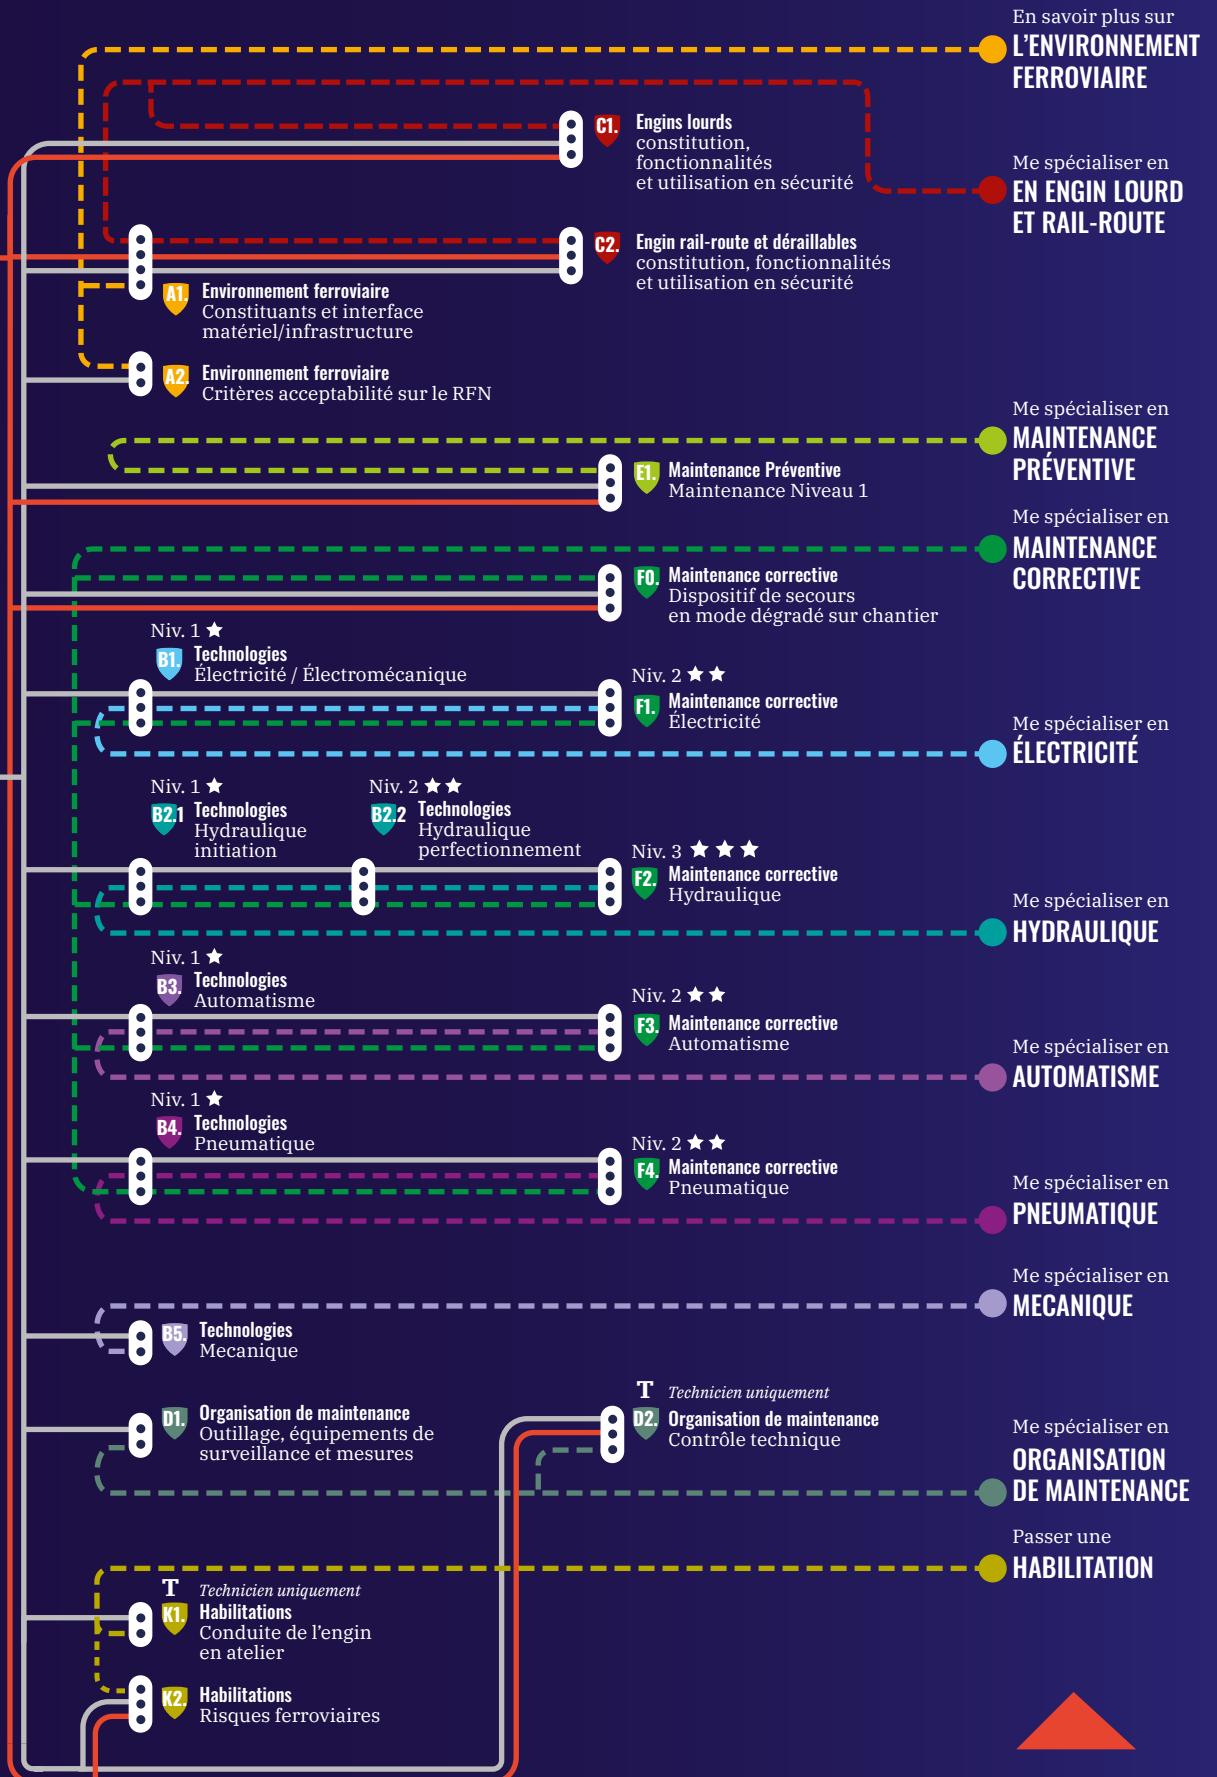 En savoir plus sur
L'ENVIRONNEMENT
FERROVIAIRE
C1.
Engins lourds
constitution,
fonctionnalités
et utilisation en sécurité
Me spécialiser en
EN ENGIN LOURD
ET RAIL-ROUTE
C2.
Engin rail-route et déraillables
constitution, fonctionnalités
et utilisation en sécurité
A1.
Environnement ferroviaire
Constituants et interface
matériel/infrastructure
A2.
Environnement ferroviaire
Critères acceptabilité sur le RFN
Me spécialiser en
MAINTENANCE
PRÉVENTIVE
E1.
Maintenance Préventive
Maintenance Niveau 1
Me spécialiser en
MAINTENANCE
CORRECTIVE
F0.
Maintenance corrective
Dispositif de secours
en mode dégradé sur chantier
Niv. 1 ★
B1.
Technologies
Électricité / Électromécanique
Niv. 2 ★ ★
F1.
Maintenance corrective
Électricité
Me spécialiser en
ÉLECTRICITÉ
Niv. 1 ★
B2.1
Technologies
Hydraulique
initiation
Niv. 2 ★ ★
B2.2
Technologies
Hydraulique
perfectionnement
Niv. 3 ★ ★ ★
F2.
Maintenance corrective
Hydraulique
Me spécialiser en
HYDRAULIQUE
Niv. 1 ★
B3.
Technologies
Automatisme
Niv. 2 ★ ★
F3.
Maintenance corrective
Automatisme
Me spécialiser en
AUTOMATISME
Niv. 1 ★
B4.
Technologies
Pneumatique
Niv. 2 ★ ★
F4.
Maintenance corrective
Pneumatique
Me spécialiser en
PNEUMATIQUE
Me spécialiser en
MECANIQUE
B5.
Technologies
Mecanique
D1.
Organisation de maintenance
Outillage, équipements de
surveillance et mesures
T Technicien uniquement
D2.
Organisation de maintenance
Contrôle technique
Me spécialiser en
ORGANISATION
DE MAINTENANCE
Passer une
HABILITATION
T Technicien uniquement
K1.
Habilitations
Conduite de l'engin
en atelier
K2.
Habilitations
Risques ferroviaires